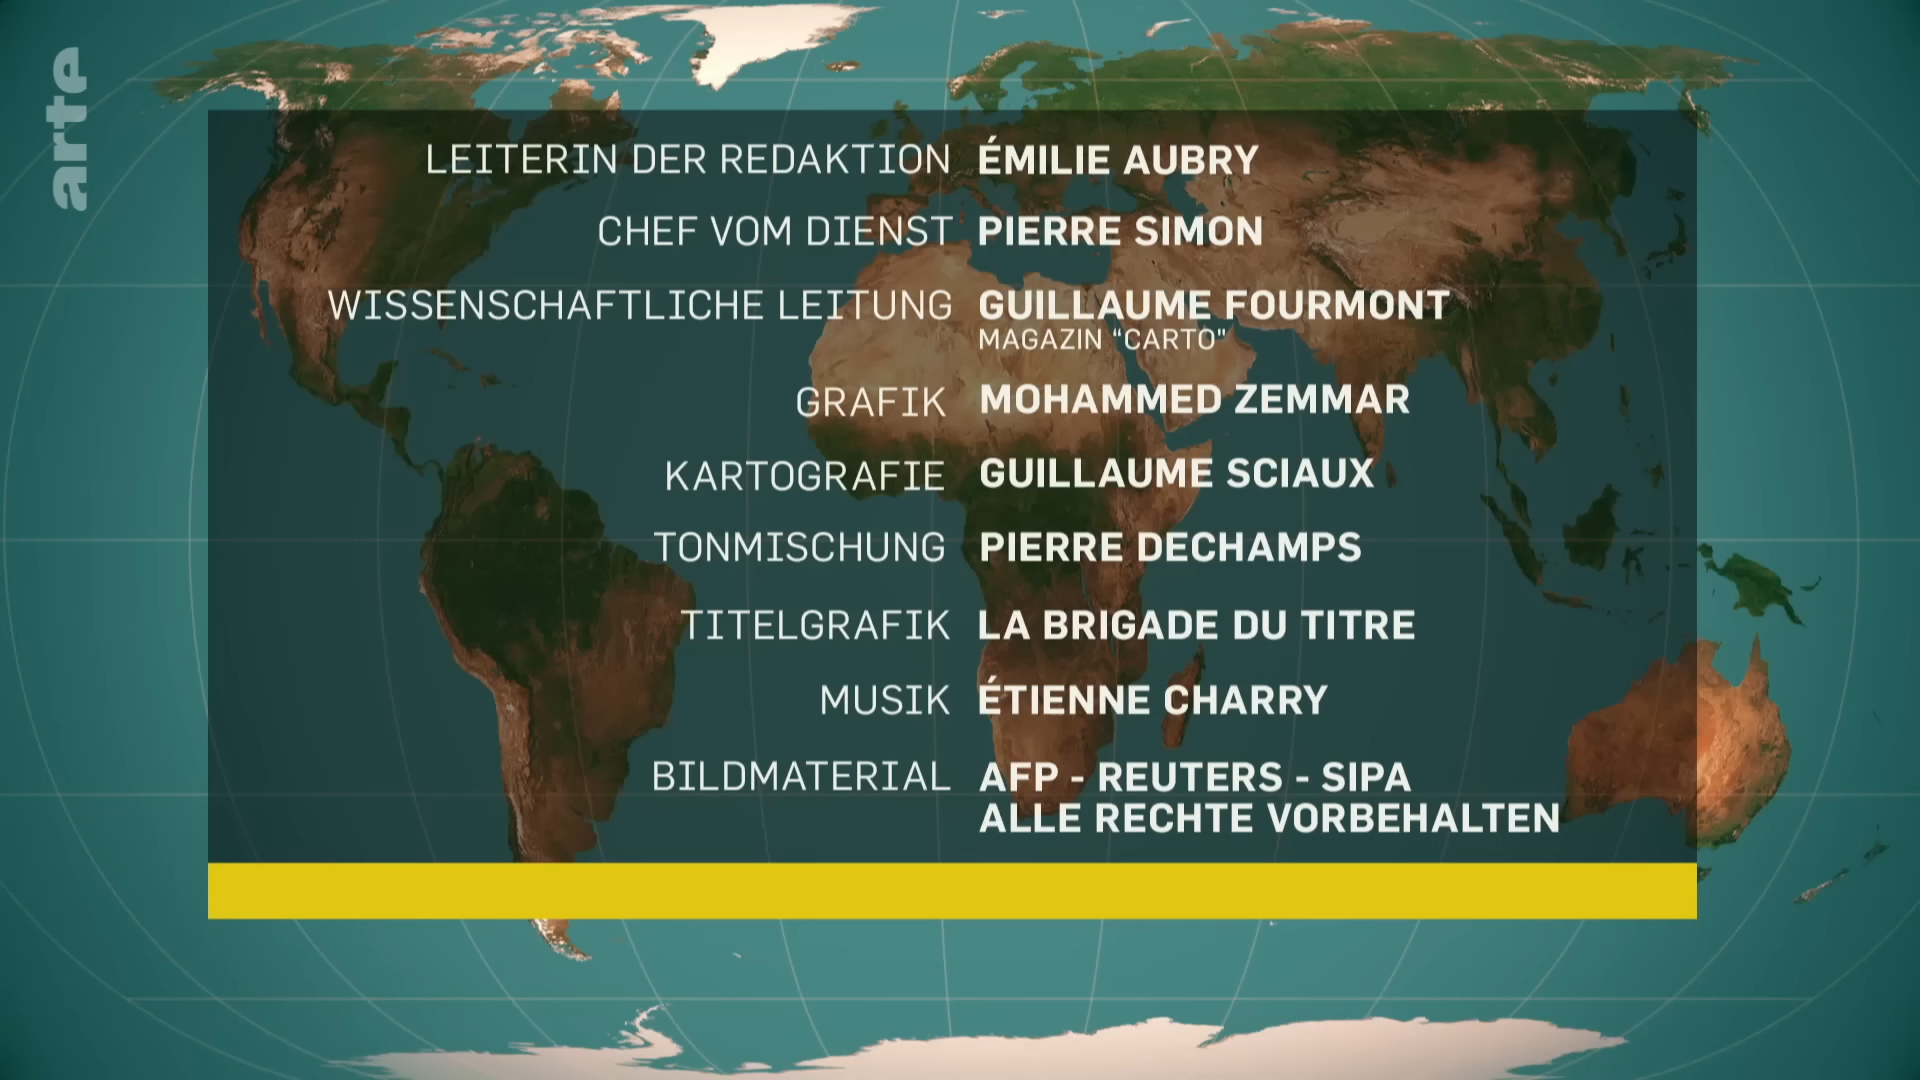 arte
LEITERIN DER REDAKTION ÉMILIE AUBRY
CHEF VOM DIENST PIERRE SIMON
WISSENSCHAFTLICHE LEITUNG GUILLAUME FOURMONT
MAGAZIN “CARTO"
GRAFIK MOHAMMED ZEMMAR
KARTOGRAFIE GUILLAUME SCIAUX
TONMISCHUNG PIERRE DECHAMPS
TITELGRAFIK LA BRIGADE DU TITRE
MUSIK ÉTIENNE CHARRY
BILDMATERIAL AFP - REUTERS - SIPA
ALLE RECHTE VORBEHALTEN